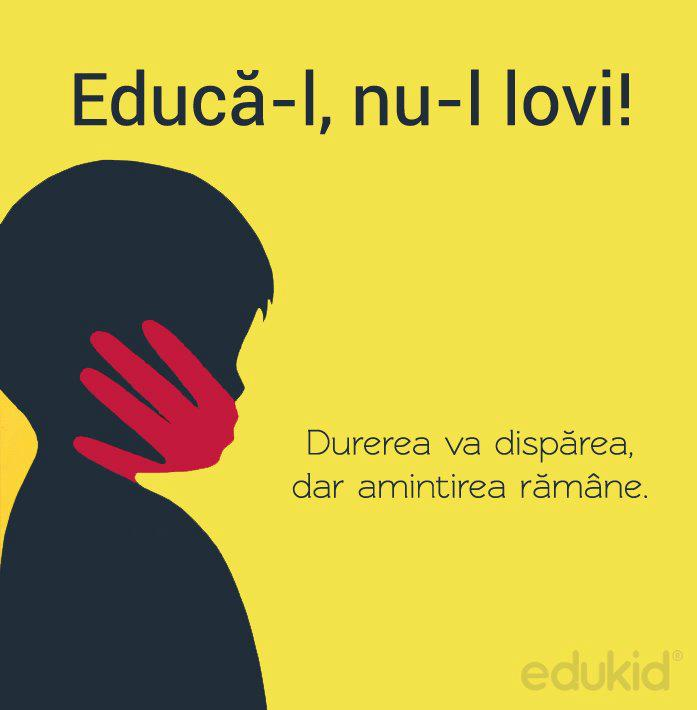 Educă-l, nu-l lovi!
Durerea va dispărea,
dar amintirea rămâne.
edukid®